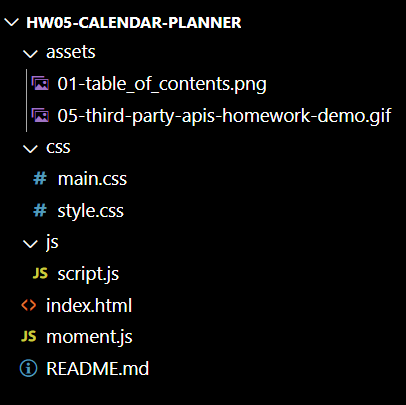 HW05-CALENDAR-PLANNER
assets
01-table_of_contents.png
05-third-party-apis-homework-demo.gif
css
# main.css
# style.css
js
JS script.js
<> index.html
JS moment.js
README.md